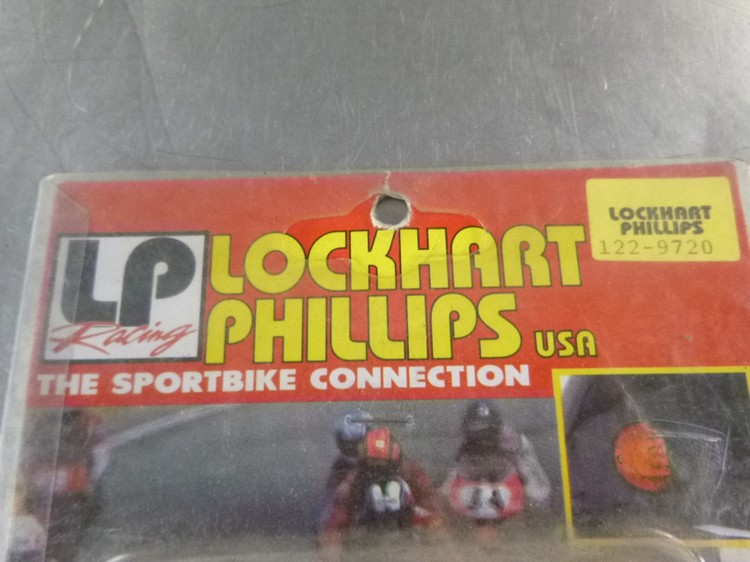 LOCKHART
PHILLIPS
122-9720
LP
Racing
LOCKHART
PHILLIPS USA
THE SPORTBIKE CONNECTION